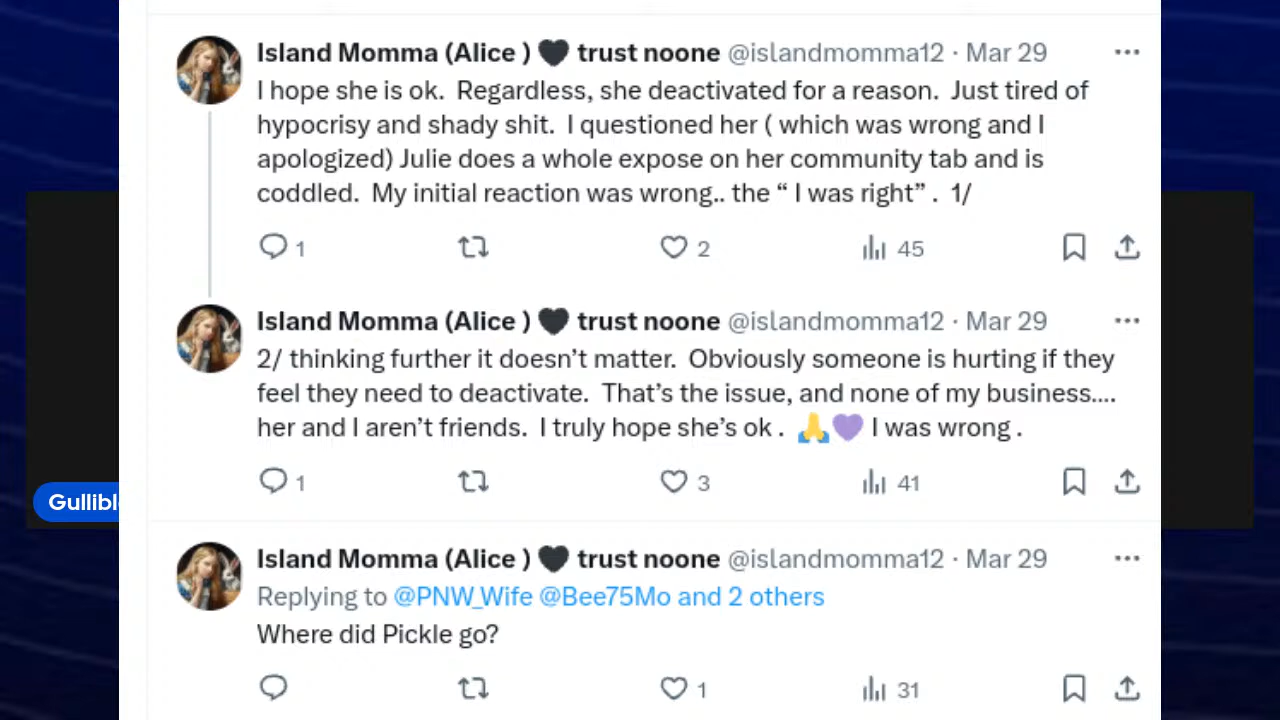 Island Momma (Alice ) 🖤 trust noone @islandmomma12 · Mar 29
I hope she is ok.  Regardless, she deactivated for a reason.  Just tired of
hypocrisy and shady shit.  I questioned her ( which was wrong and I
apologized) Julie does a whole expose on her community tab and is
coddled.  My initial reaction was wrong.. the “ I was right” .  1/
1 2 45
Island Momma (Alice ) 🖤 trust noone @islandmomma12 · Mar 29
2/ thinking further it doesn’t matter.  Obviously someone is hurting if they
feel they need to deactivate.  That’s the issue, and none of my business....
her and I aren’t friends.  I truly hope she’s ok .  🙏💜 I was wrong .
1 3 41
Island Momma (Alice ) 🖤 trust noone @islandmomma12 · Mar 29
Replying to @PNW_Wife @Bee75Mo and 2 others
Where did Pickle go?
1 31